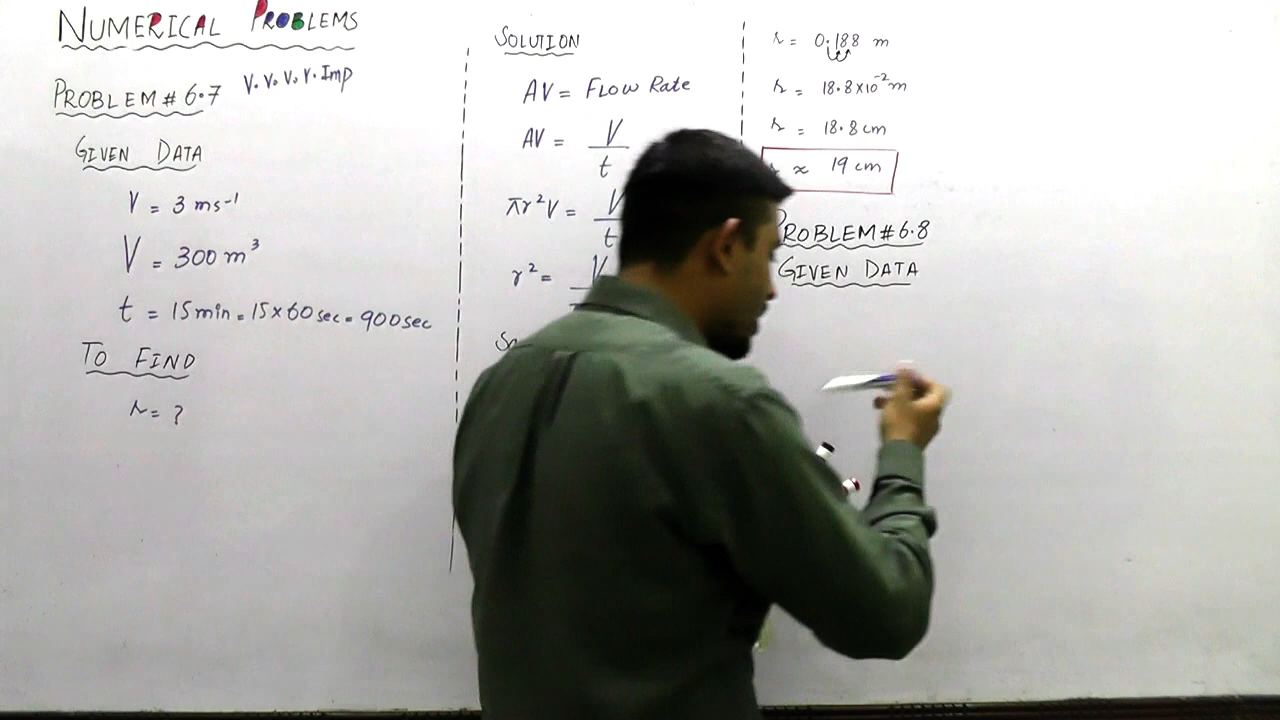 NUMERICAL PROBLEMS
PROBLEM # 6.7 V.V.V.V. Imp
GIVEN DATA
V = 3 ms⁻¹
V = 300 m³
t = 15 min = 15 × 60 sec = 900 sec
TO FIND
r = ?
SOLUTION
AV = FLOW Rate
AV = V/t
πr²V = V/t
r² = V
r = 0.188 m
r = 18.8 × 10⁻² m
r = 18.8 cm
≈ 19 cm
PROBLEM # 6.8
GIVEN DATA